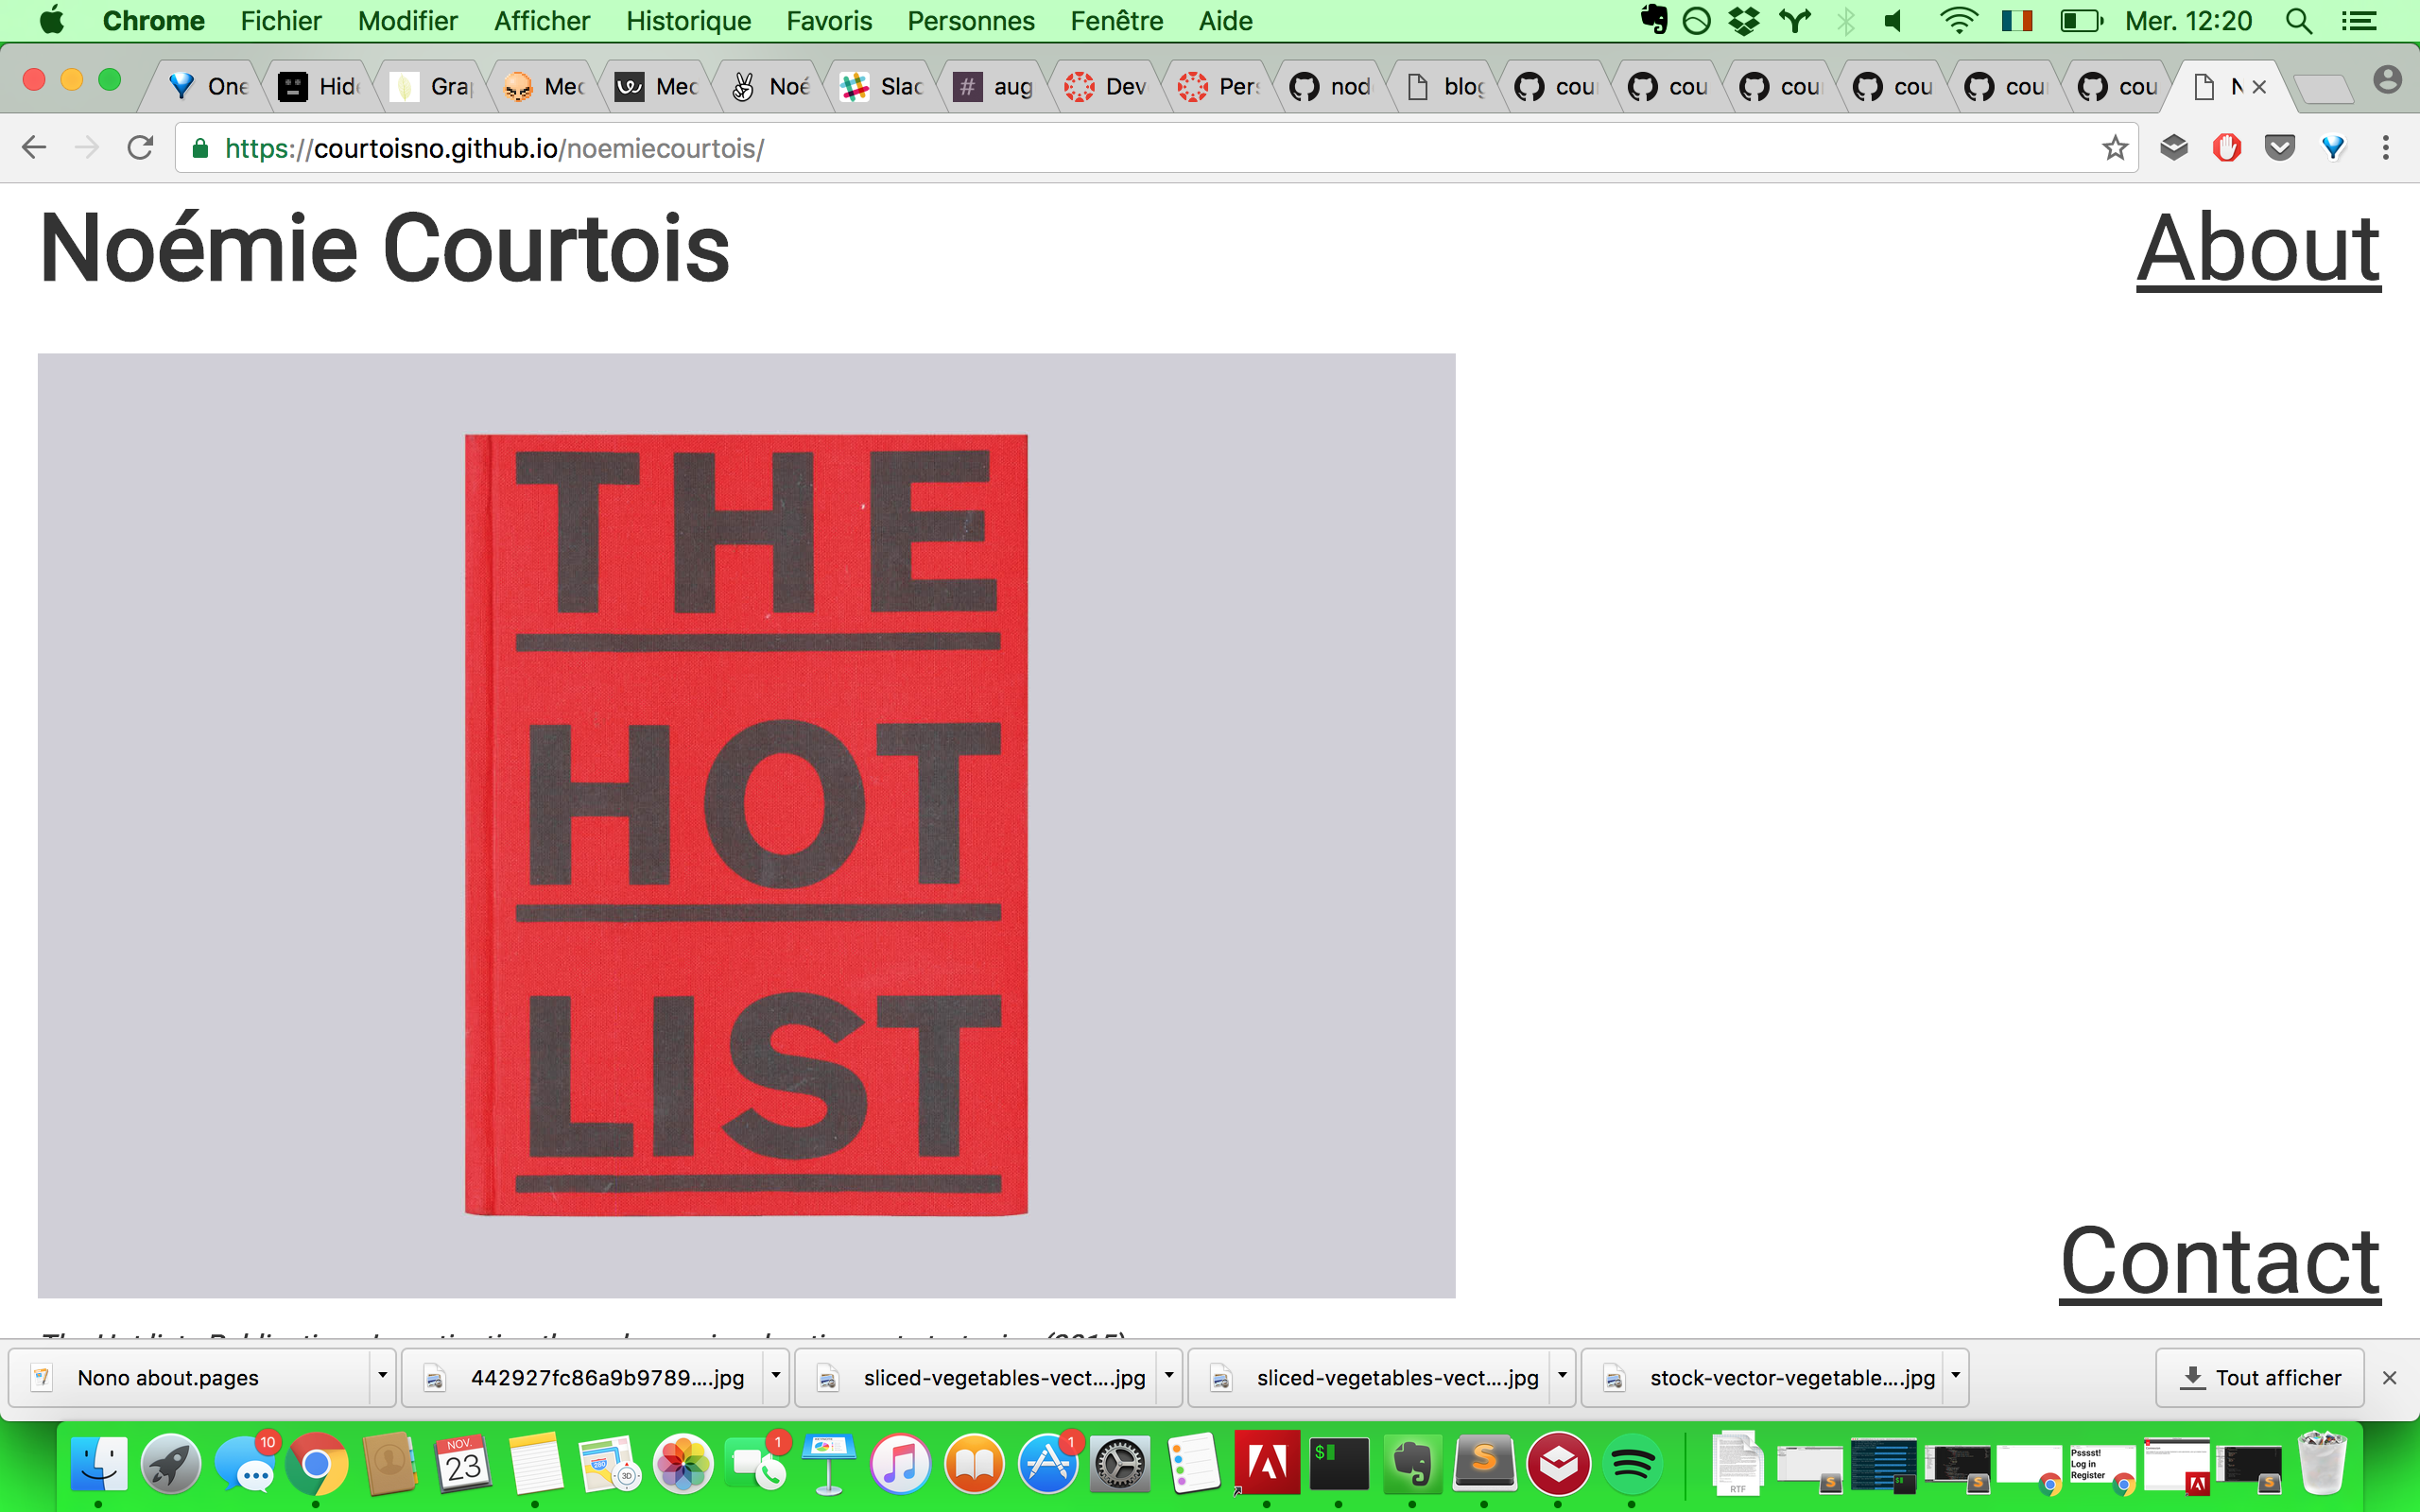 Chrome Fichier Modifier Afficher Historique Favoris Personnes Fenêtre Aide Mer. 12:20
One Hid Gra Mec Mec Noé Slac # aug Dev Pers nod blog cou cou cou cou cou cou N
https://courtoisno.github.io/noemiecourtois/
Noémie Courtois
About
THE
HOT
LIST
Contact
Nono about.pages 442927fc86a9b9789....jpg sliced-vegetables-vect....jpg sliced-vegetables-vect....jpg stock-vector-vegetable....jpg Tout afficher
10 NOV. 23 280 3D 1 1 $ S RTF S $ S
Psssst!
Log in
Register
S